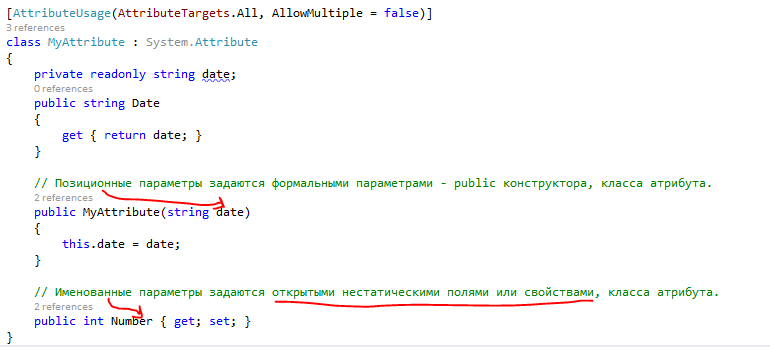 [AttributeUsage(AttributeTargets.All, AllowMultiple = false)]
3 references
class MyAttribute : System.Attribute
{
private readonly string date;
0 references
public string Date
{
get { return date; }
}
// Позиционные параметры задаются формальными параметрами - public конструктора, класса атрибута.
2 references
public MyAttribute(string date)
{
this.date = date;
}
// Именованные параметры задаются открытыми нестатическими полями или свойствами, класса атрибута.
2 references
public int Number { get; set; }
}